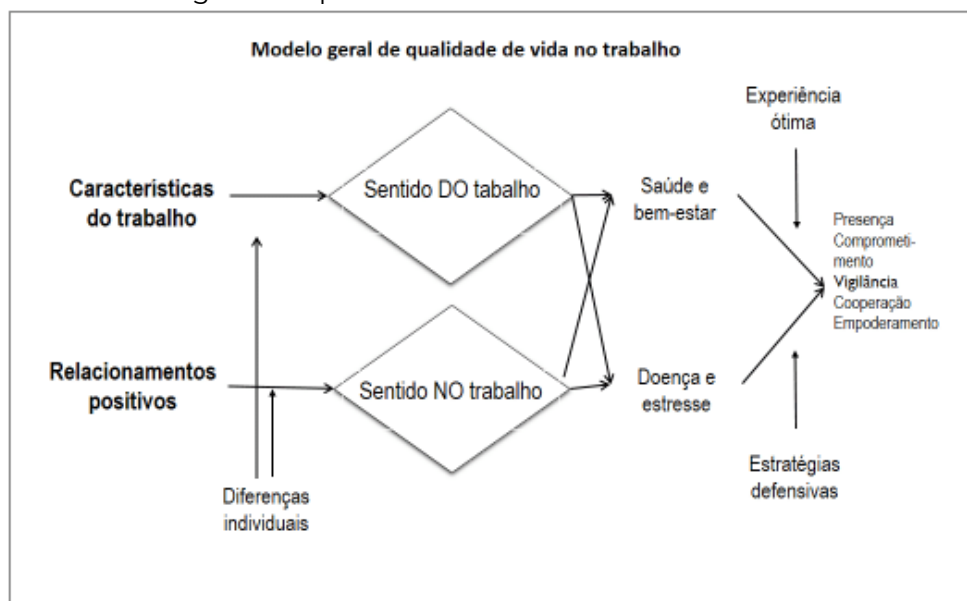 Modelo geral de qualidade de vida no trabalho
Experiência
ótima
Características
do trabalho
Sentido DO tabalho
Saúde e
bem-estar
Presença
Comprometi-
mento
Vigilância
Cooperação
Empoderamento
Relacionamentos
positivos
Sentido NO trabalho
Doença e
estresse
Diferenças
individuais
Estratégias
defensivas